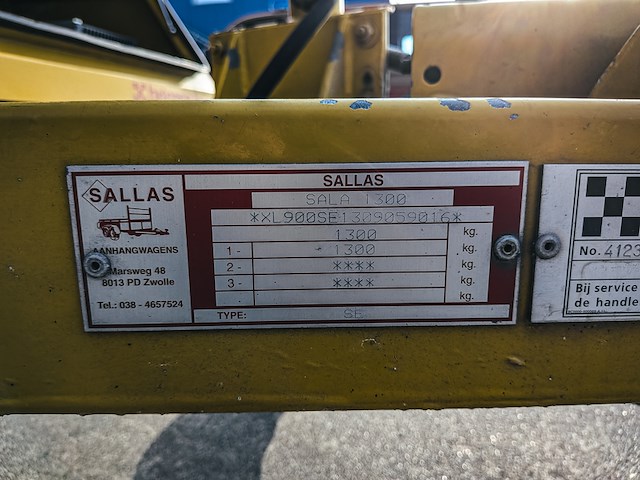 SALLAS
AANHANGWAGENS
Marsweg 48
8013 PD Zwolle
Tel.: 038 - 4657524
SALLAS
SALA 1300
*XL900SE1309059016*
1300 kg.
1 - 1300 kg.
2 - **** kg.
3 - **** kg.
kg.
TYPE: SE
No. 4123
Bij service
de handle